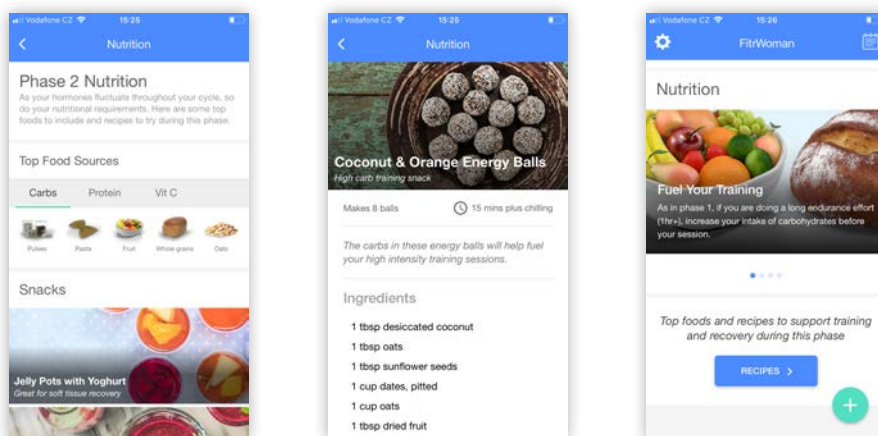 Vodafone CZ 15:25
Nutrition
Phase 2 Nutrition
As your hormones fluctuate throughout your cycle, so
do your nutritional requirements. Here are some top
foods to include and recipes to try during this phase.
Top Food Sources
Carbs Protein Vit C
Pulses Pasta Fruit Whole grains Oats
Snacks
Jelly Pots with Yoghurt
Great for soft tissue recovery
Vodafone CZ 15:25
Nutrition
Coconut & Orange Energy Balls
High carb training snack
Makes 8 balls 15 mins plus chilling
The carbs in these energy balls will help fuel
your high intensity training sessions.
Ingredients
1 tbsp desiccated coconut
1 tbsp oats
1 tbsp sunflower seeds
1 cup dates, pitted
1 cup oats
1 tbsp dried fruit
Vodafone CZ 15:26
FitrWoman
Nutrition
Fuel Your Training
As in phase 1, if you are doing a long endurance effort
(1hr+), increase your intake of carbohydrates before
your session.
Top foods and recipes to support training
and recovery during this phase
RECIPES >
+